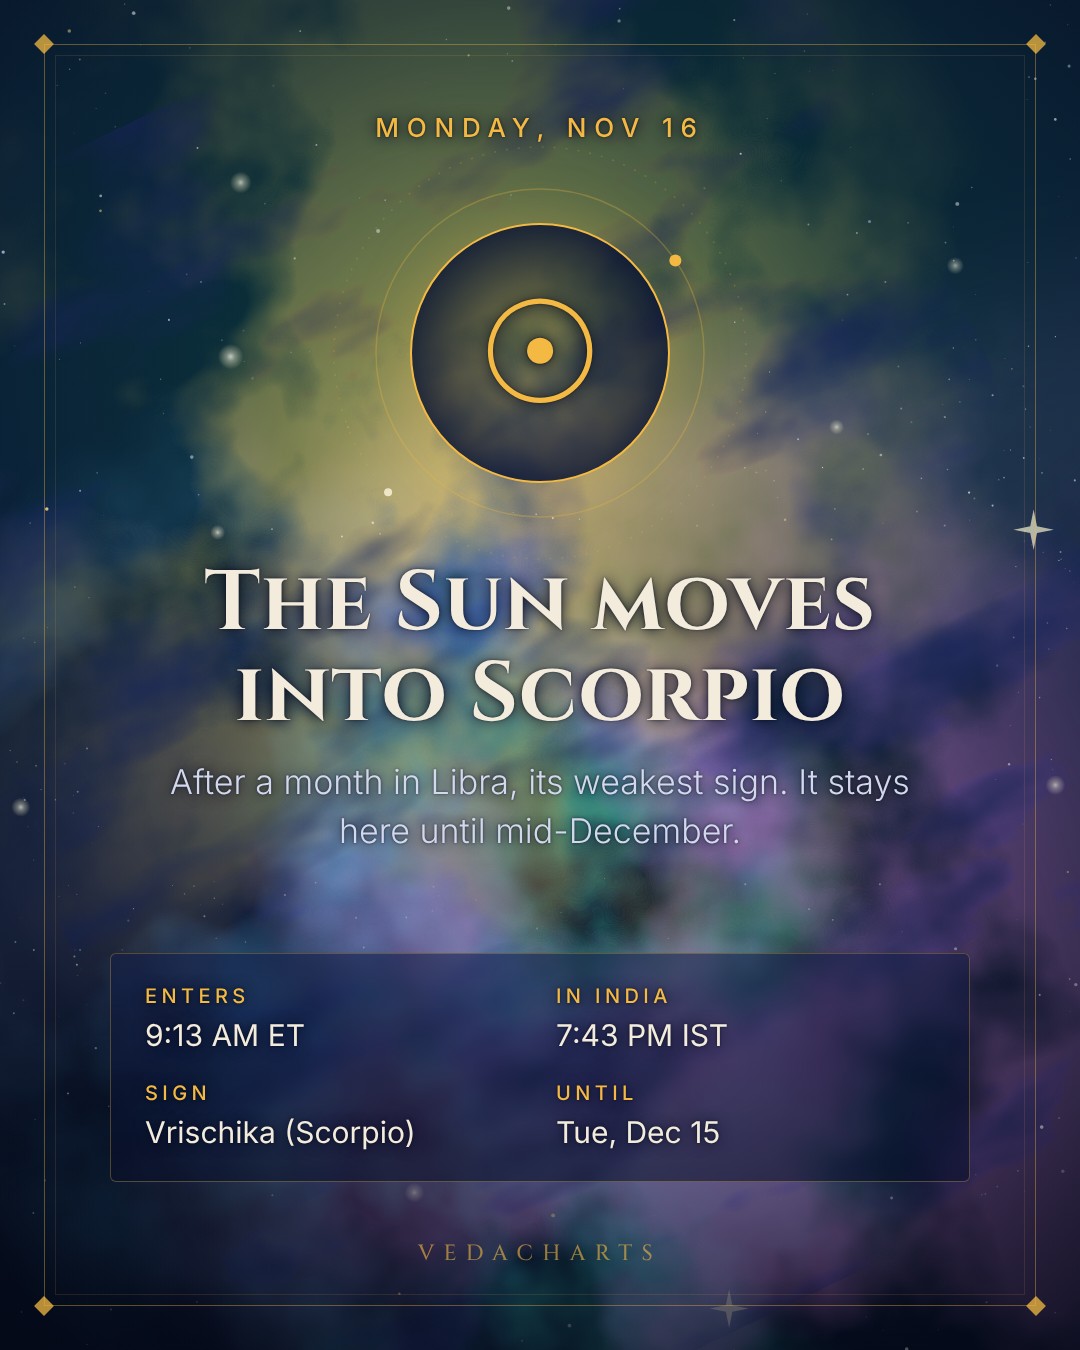 MONDAY, NOV 16
The Sun moves
into Scorpio
After a month in Libra, its weakest sign. It stays
here until mid-December.
ENTERS
9:13 AM ET
IN INDIA
7:43 PM IST
SIGN
Vrischika (Scorpio)
UNTIL
Tue, Dec 15
VEDACHARTS